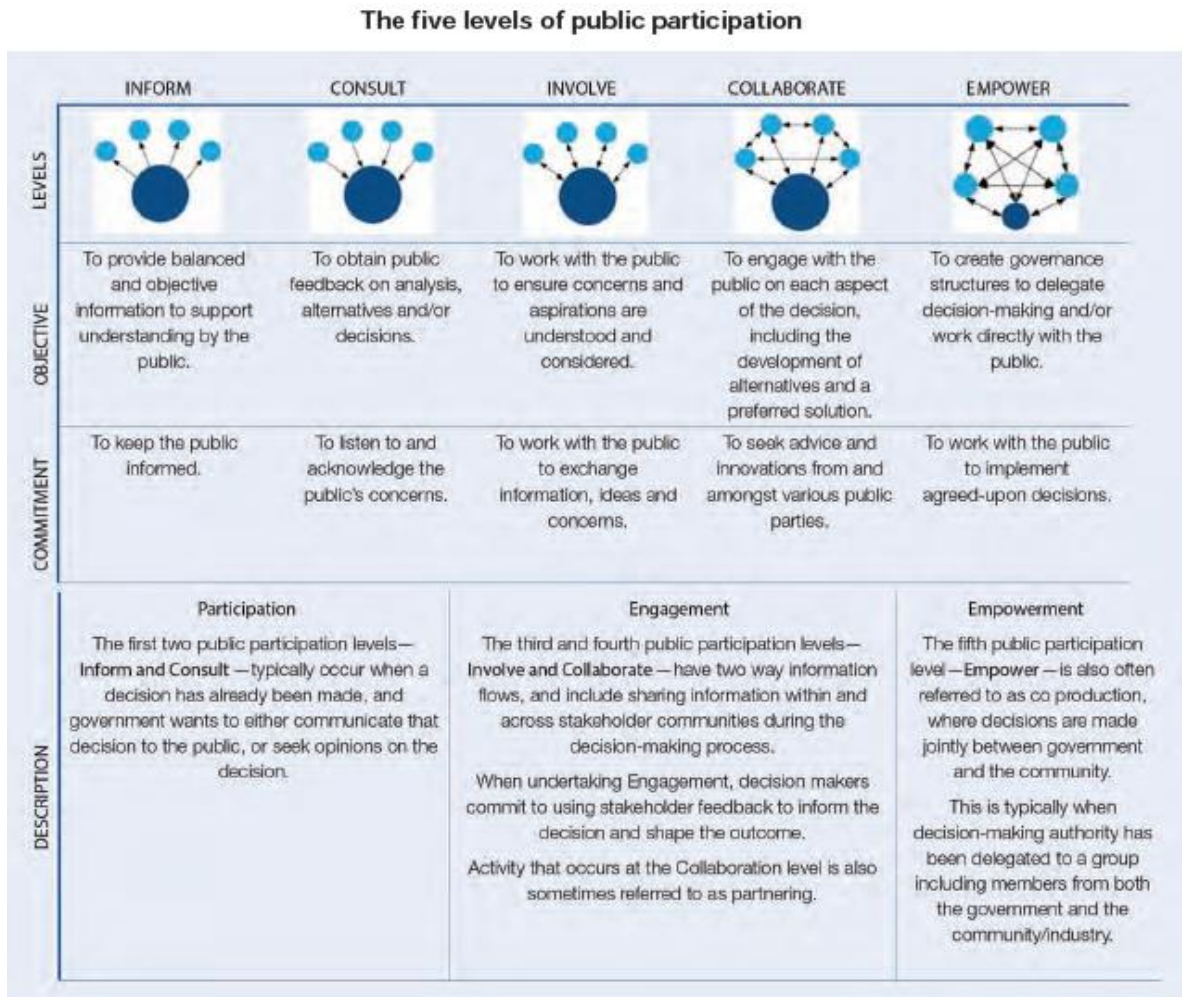 The five levels of public participation
INFORM
CONSULT
INVOLVE
COLLABORATE
EMPOWER
LEVELS
OBJECTIVE
To provide balanced
and objective
information to support
understanding by the
public.
To obtain public
feedback on analysis,
alternatives and/or
decisions.
To work with the public
to ensure concerns and
aspirations are
understood and
considered.
To engage with the
public on each aspect
of the decision,
including the
development of
alternatives and a
preferred solution.
To create governance
structures to delegate
decision-making and/or
work directly with the
public.
COMMITMENT
To keep the public
informed.
To listen to and
acknowledge the
public's concerns.
To work with the public
to exchange
information, ideas and
concerns.
To seek advice and
innovations from and
amongst various public
parties.
To work with the public
to implement
agreed-upon decisions.
DESCRIPTION
Participation
The first two public participation levels—
Inform and Consult —typically occur when a
decision has already been made, and
government wants to either communicate that
decision to the public, or seek opinions on the
decision.
Engagement
The third and fourth public participation levels—
Involve and Collaborate —have two way information
flows, and include sharing information within and
across stakeholder communities during the
decision-making process.
When undertaking Engagement, decision makers
commit to using stakeholder feedback to inform the
decision and shape the outcome.
Activity that occurs at the Collaboration level is also
sometimes referred to as partnering.
Empowerment
The fifth public participation
level —Empower — is also often
referred to as co production,
where decisions are made
jointly between government
and the community.
This is typically when
decision-making authority has
been delegated to a group
including members from both
the government and the
community/industry.